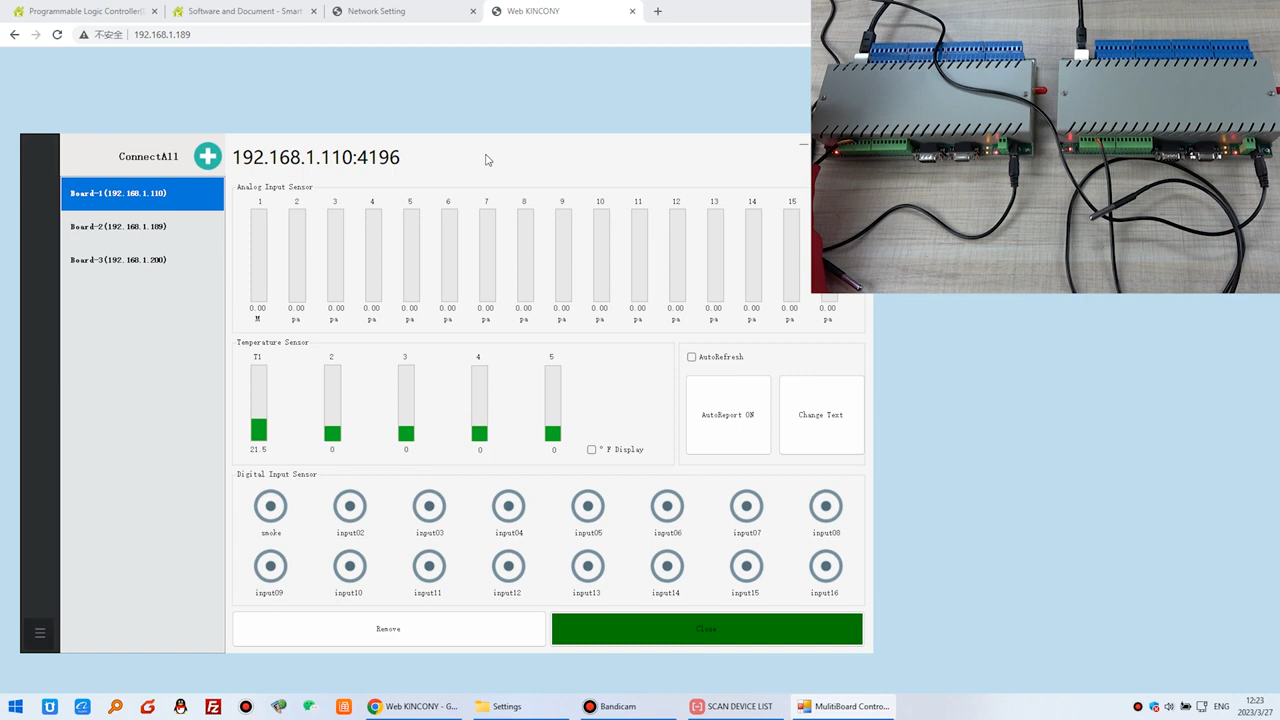 Programmable Logic Controller
Software and Document - Smart
Network Setting
Web KINCONY
不安全
192.168.1.189
ConnectAll
192.168.1.110:4196
Board-1(192.168.1.110)
Board-2(192.168.1.189)
Board-3(192.168.1.200)
Analog Input Sensor
1 2 3 4 5 6 7 8 9 10 11 12 13 14 15
0.00 0.00 0.00 0.00 0.00 0.00 0.00 0.00 0.00 0.00 0.00 0.00 0.00 0.00 0.00 0.00
M pa pa pa pa pa pa pa pa pa pa pa pa pa pa pa
Temperature Sensor
T1 2 3 4 5
21.5 0 0 0 0
° F Display
AutoRefresh
AutoReport ON
Change Text
Digital Input Sensor
smoke input02 input03 input04 input05 input06 input07 input08
input09 input10 input11 input12 input13 input14 input15 input16
Remove
Close
Web KINCONY - G...
Settings
Bandicam
SCAN DEVICE LIST
MulitiBoard Contro...
ENG
12:23
2023/3/27